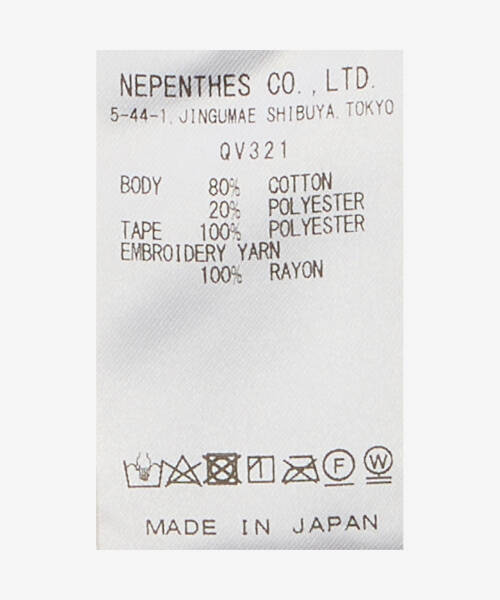 NEPENTHES CO.,LTD.
5-44-1, JINGUMAE SHIBUYA, TOKYO
QV321
BODY 80% COTTON
20% POLYESTER
TAPE 100% POLYESTER
EMBROIDERY YARN
100% RAYON
F W
MADE IN JAPAN